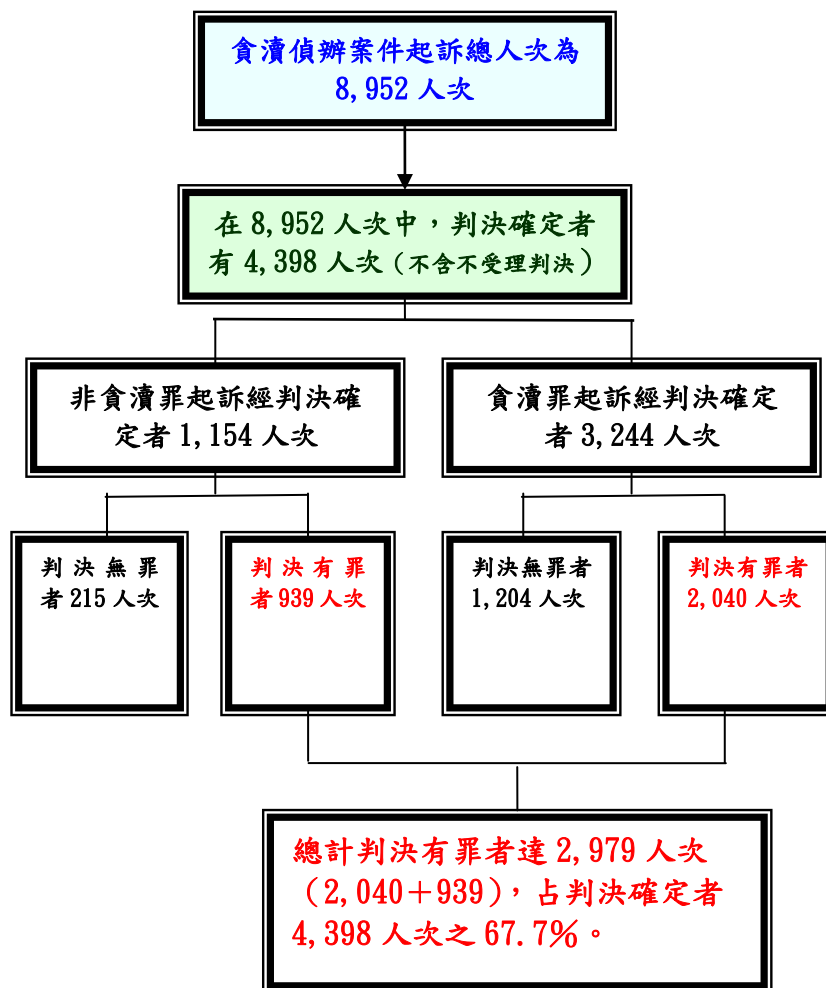 貪瀆偵辦案件起訴總人次為
8,952 人次
在 8,952 人次中，判決確定者
有 4,398 人次（不含不受理判決）
非貪瀆罪起訴經判決確
定者 1,154 人次
貪瀆罪起訴經判決確定
者 3,244 人次
判決無罪
者 215 人次
判決有罪
者 939 人次
判決無罪者
1,204 人次
判決有罪者
2,040 人次
總計判決有罪者達 2,979 人次
（2,040＋939），占判決確定者
4,398 人次之 67.7％。